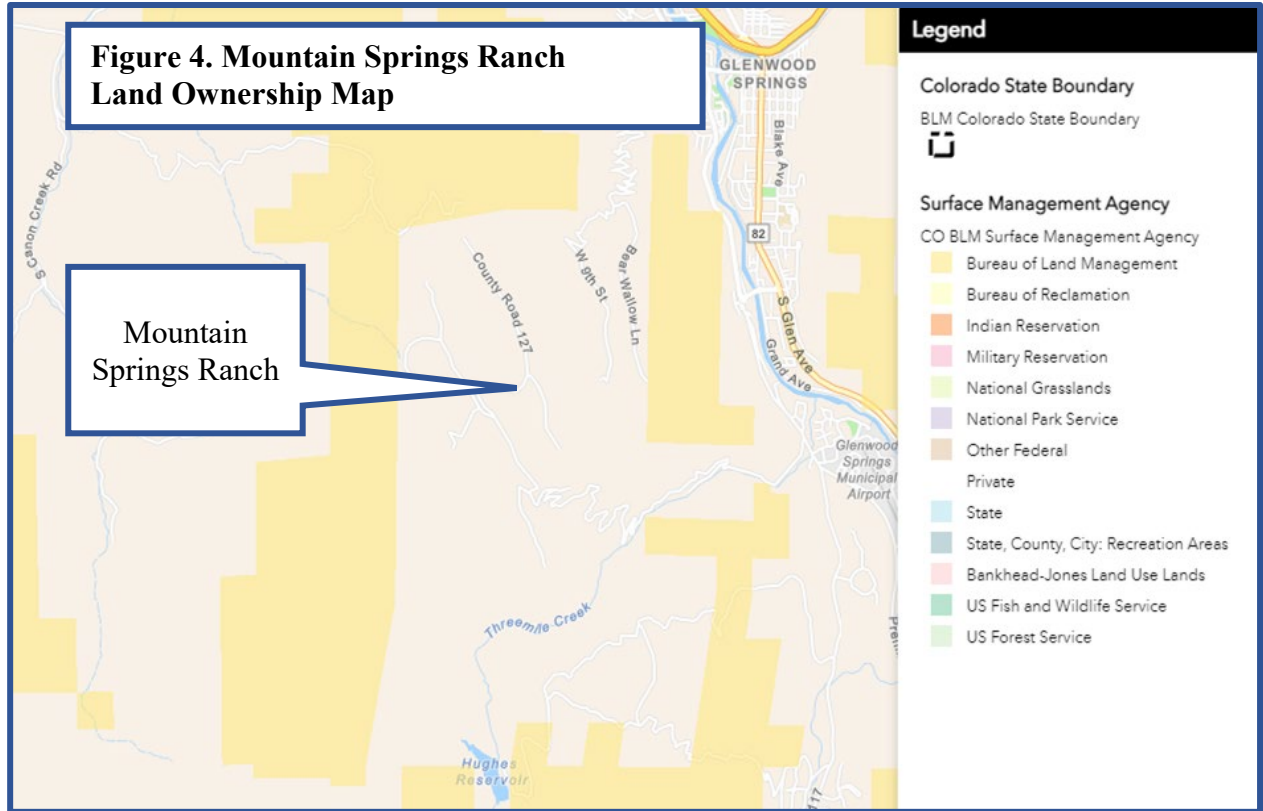 Figure 4. Mountain Springs Ranch
Land Ownership Map
GLENWOOD
SPRINGS
Blake Ave
S Canon Creek Rd
82
County Road 127
W 9th St
Bear Wallow Ln
S Glen Ave
Grand Ave
Mountain
Springs Ranch
Glenwood
Springs
Municipal
Airport
Threemile Creek
Hughes
Reservoir
117
Legend
Colorado State Boundary
BLM Colorado State Boundary
Surface Management Agency
CO BLM Surface Management Agency
Bureau of Land Management
Bureau of Reclamation
Indian Reservation
Military Reservation
National Grasslands
National Park Service
Other Federal
Private
State
State, County, City: Recreation Areas
Bankhead-Jones Land Use Lands
US Fish and Wildlife Service
US Forest Service